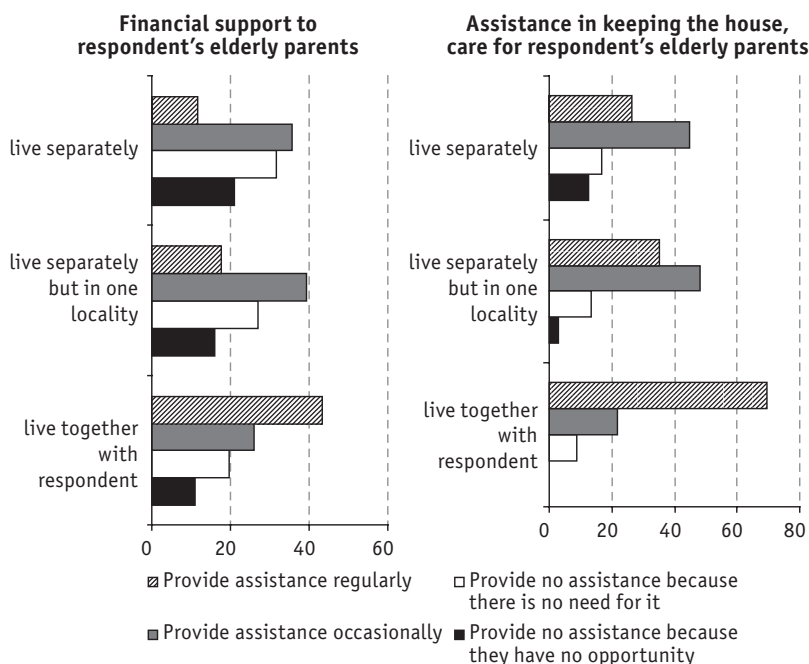 Financial support to
respondent's elderly parents
live separately
live separately
but in one
locality
live together
with
respondent
0 20 40 60
Assistance in keeping the house,
care for respondent's elderly parents
live separately
live separately
but in one
locality
live together
with
respondent
0 20 40 60 80
Provide assistance regularly
Provide no assistance because
there is no need for it
Provide assistance occasionally
Provide no assistance because
they have no opportunity